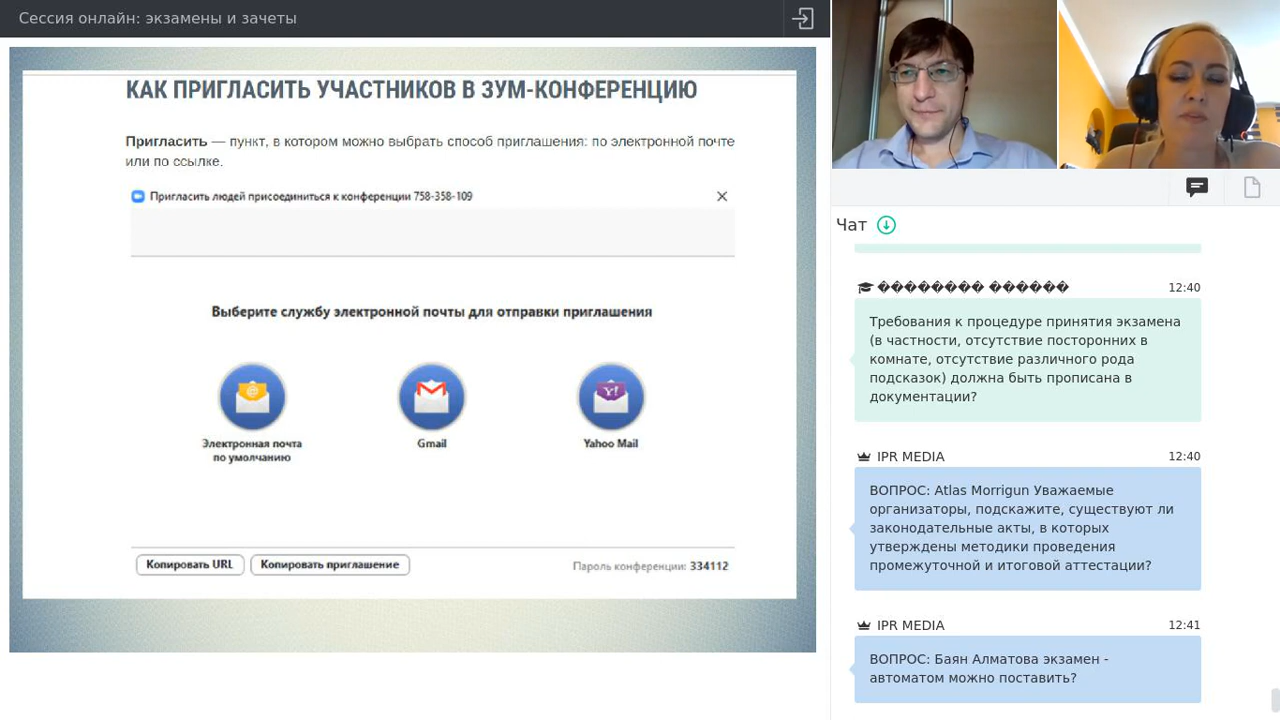 Сессия онлайн: экзамены и зачеты
КАК ПРИГЛАСИТЬ УЧАСТНИКОВ В ЗУМ-КОНФЕРЕНЦИЮ
Пригласить — пункт, в котором можно выбрать способ приглашения: по электронной почте
или по ссылке.
Пригласить людей присоединиться к конференции 758-358-109
Выберите службу электронной почты для отправки приглашения
Электронная почта
по умолчанию
Gmail
Yahoo Mail
Копировать URL
Копировать приглашение
Пароль конференции: 334112
Чат
�������� ������ 12:40
Требования к процедуре принятия экзамена
(в частности, отсутствие посторонних в
комнате, отсутствие различного рода
подсказок) должна быть прописана в
документации?
IPR MEDIA 12:40
ВОПРОС: Atlas Morrigun Уважаемые
организаторы, подскажите, существуют ли
законодательные акты, в которых
утверждены методики проведения
промежуточной и итоговой аттестации?
IPR MEDIA 12:41
ВОПРОС: Баян Алматова экзамен -
автоматом можно поставить?